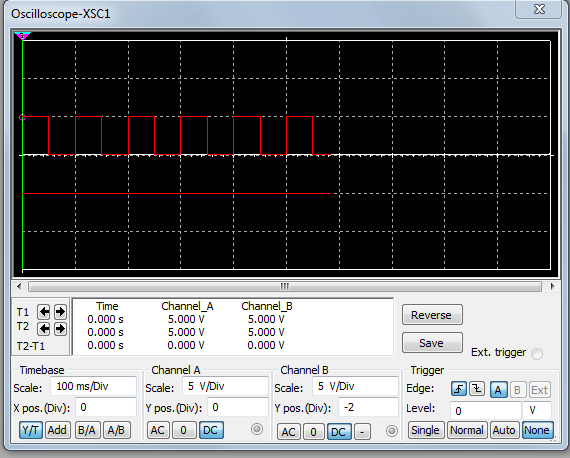 Oscilloscope-XSC1
Time Channel_A Channel_B
T1 0.000 s 5.000 V 5.000 V
T2 0.000 s 5.000 V 5.000 V
T2-T1 0.000 s 0.000 V 0.000 V
Reverse
Save
Ext. trigger
Timebase
Scale: 100 ms/Div
X pos.(Div): 0
Y/T Add B/A A/B
Channel A
Scale: 5 V/Div
Y pos.(Div): 0
AC 0 DC
Channel B
Scale: 5 V/Div
Y pos.(Div): -2
AC 0 DC -
Trigger
Edge: A B Ext
Level: 0 V
Single Normal Auto None